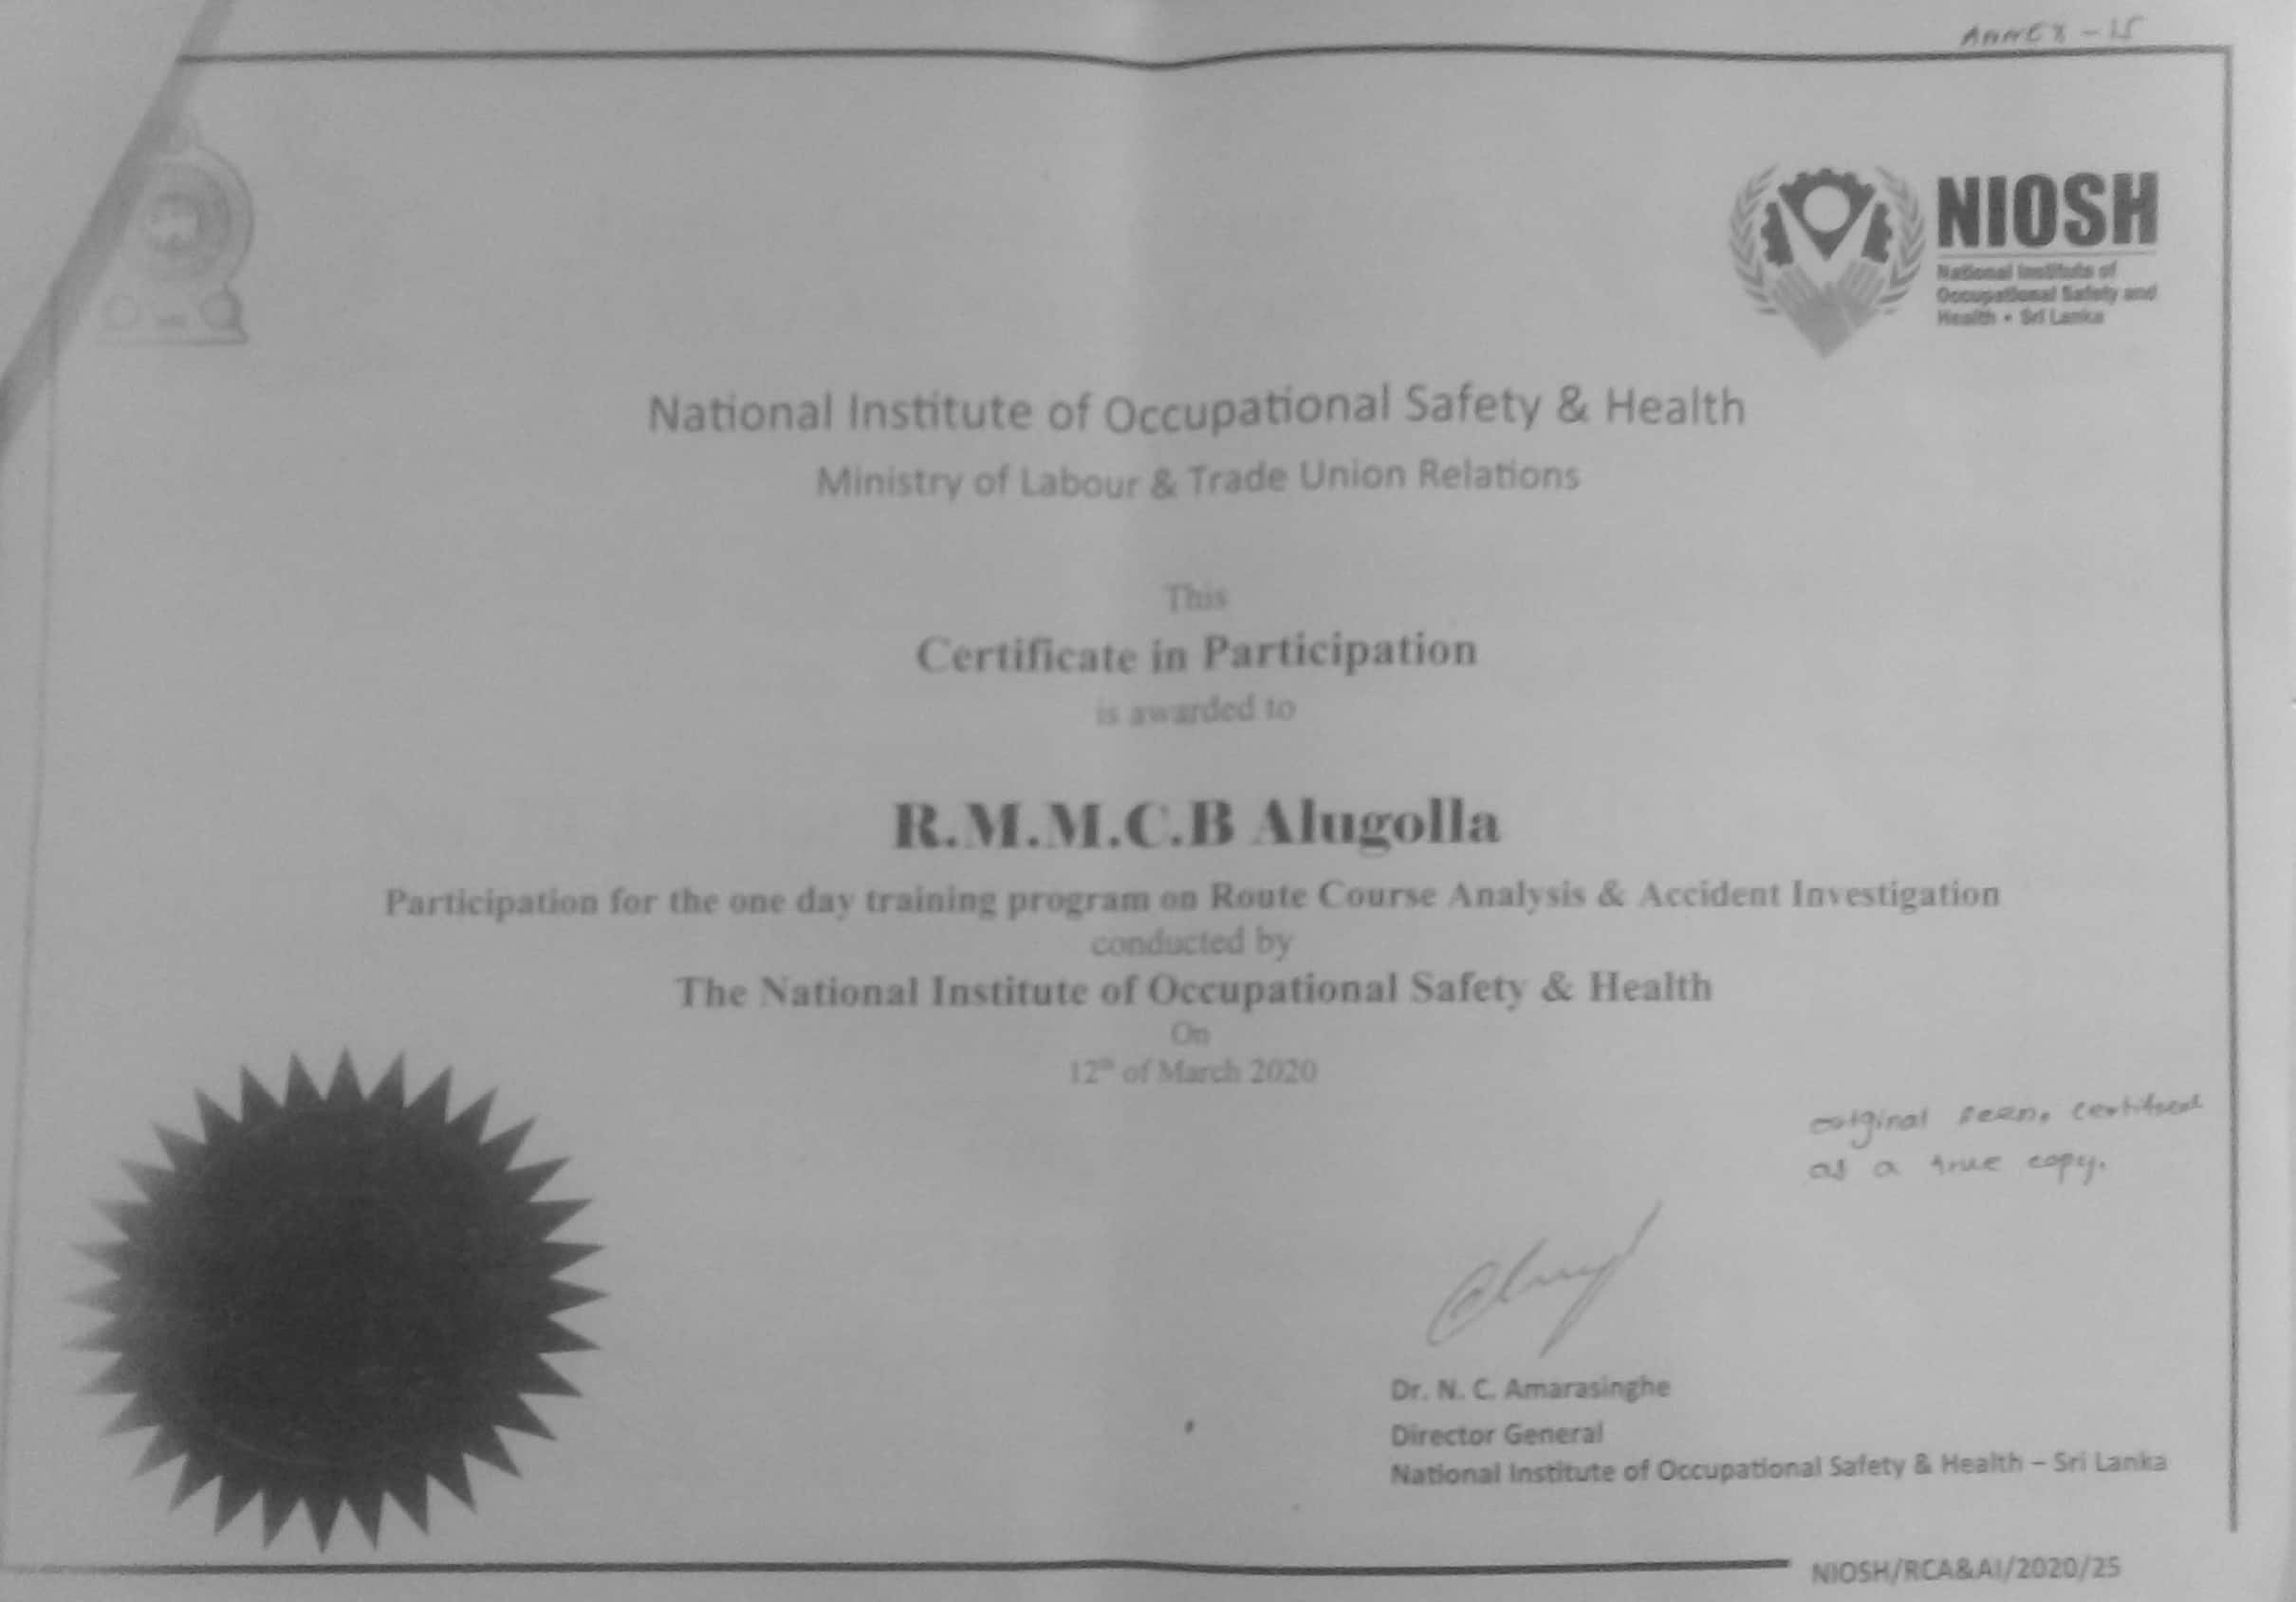 ANNEX - 15
NIOSH
National Institute of
Occupational Safety and
Health • Sri Lanka
National Institute of Occupational Safety & Health
Ministry of Labour & Trade Union Relations
This
Certificate in Participation
is awarded to
R.M.M.C.B Alugolla
Participation for the one day training program on Route Course Analysis & Accident Investigation
conducted by
The National Institute of Occupational Safety & Health
On
12th of March 2020
original seen, certified
as a true copy.
Dr. N. C. Amarasinghe
Director General
National Institute of Occupational Safety & Health – Sri Lanka
NIOSH/RCA&AI/2020/25